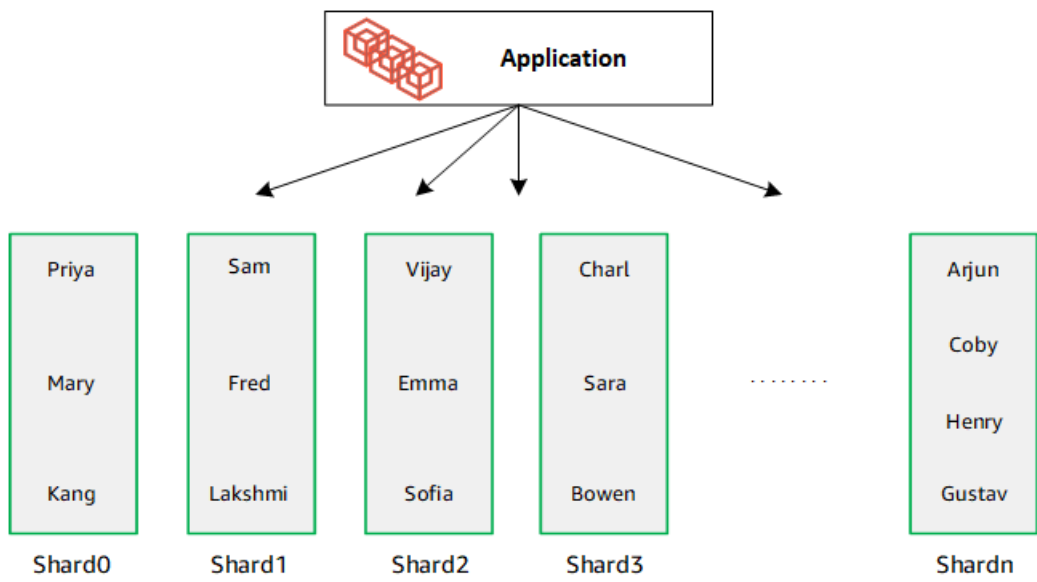 Application
Priya
Mary
Kang
Shard0
Sam
Fred
Lakshmi
Shard1
Vijay
Emma
Sofia
Shard2
Charl
Sara
Bowen
Shard3
........
Arjun
Coby
Henry
Gustav
Shardn